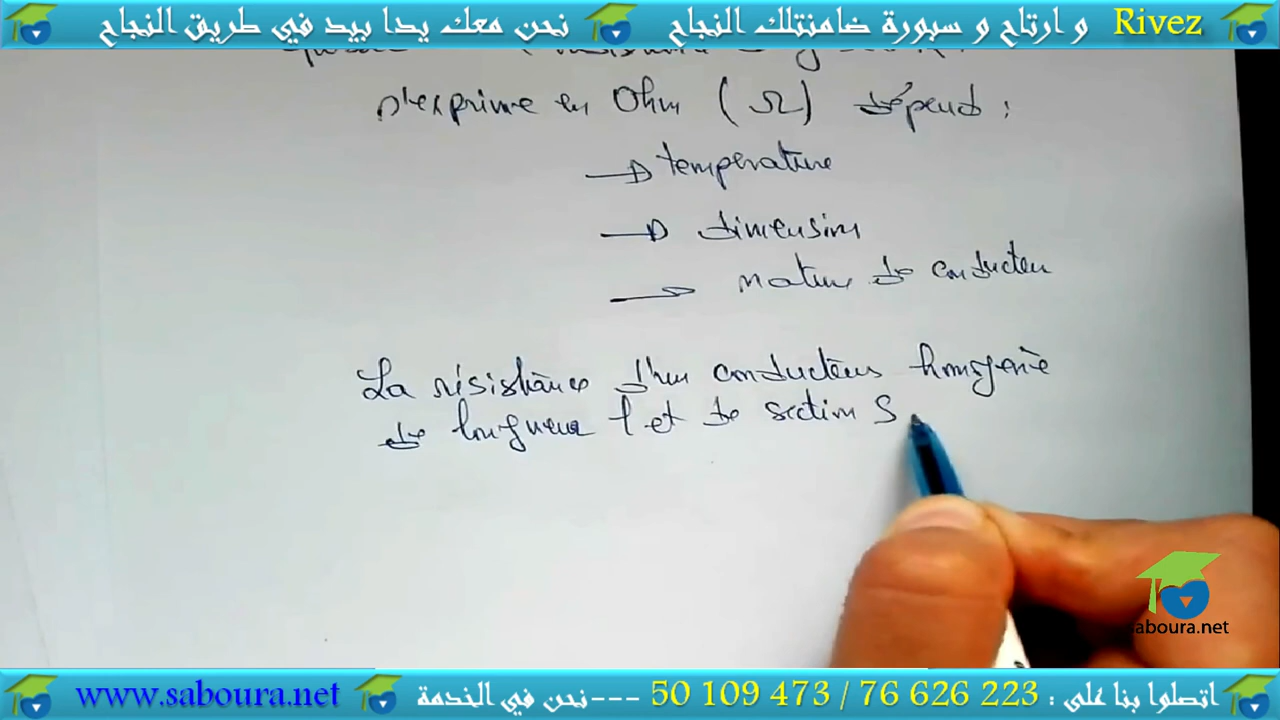 نحن معك يدا بيد في طريق النجاح و ارتاح و سبورة ضامنتلك النجاح Rivez
s'exprime en Ohm (Ω) dépend :
température
dimension
nature de conducteu
La résistance d'un conducteur homogène
de longueur l et de section S
saboura.net
www.saboura.net نحن في الخدمة--- 50 109 473 / 76 626 223 : اتصلوا بنا على